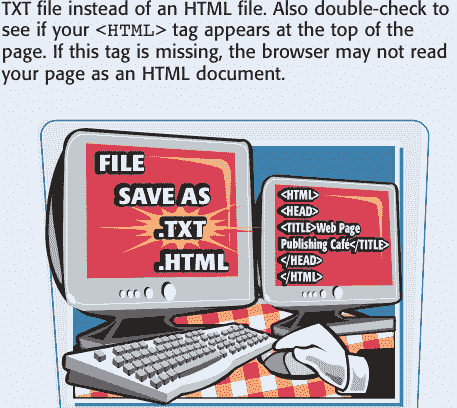 TXT file instead of an HTML file. Also double-check to
see if your <HTML> tag appears at the top of the
page. If this tag is missing, the browser may not read
your page as an HTML document.
FILE
SAVE AS
.TXT
.HTML
<HTML>
<HEAD>
<TITLE>Web Page
Publishing Café</TITLE>
</HEAD>
</HTML>